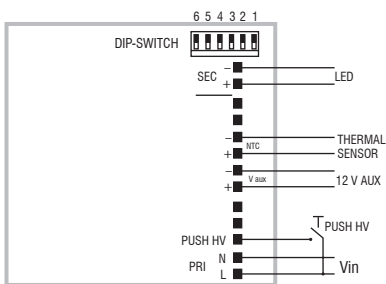 6 5 4 3 2 1
DIP-SWITCH
− LED
SEC
+
− THERMAL
NTC
+ SENSOR
−
V aux 12 V AUX
+
PUSH HV
PUSH HV
N
PRI Vin
L